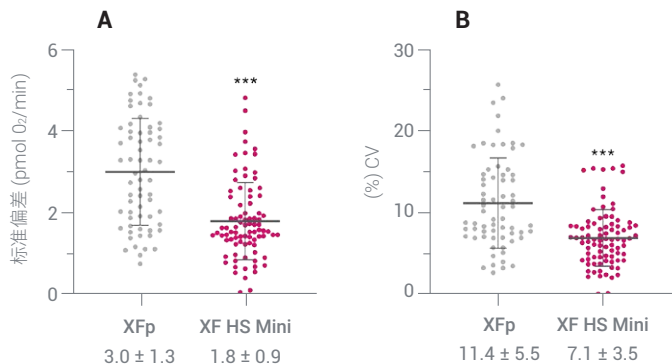 A
标准偏差 (pmol O₂/min)
6
4
2
0
***
XFp
XF HS Mini
3.0 ± 1.3
1.8 ± 0.9
B
(%) CV
30
20
10
0
***
XFp
XF HS Mini
11.4 ± 5.5
7.1 ± 3.5